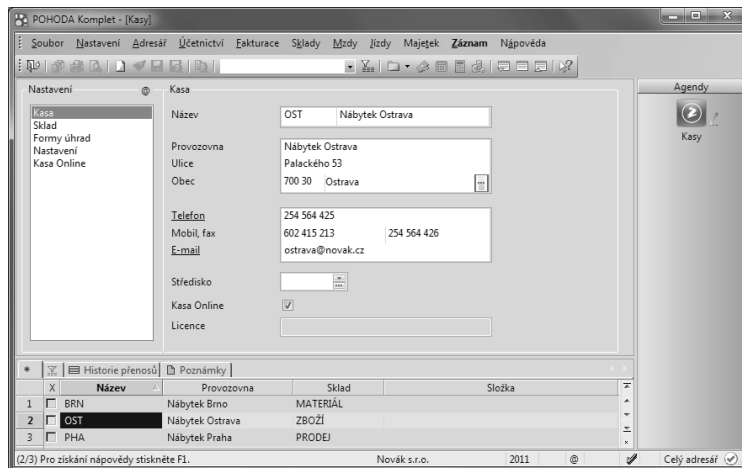 POHODA Komplet - [Kasy]
Soubor Nastavení Adresář Účetnictví Fakturace Sklady Mzdy Jízdy Majetek Záznam Nápověda
Nastavení @
Kasa
Sklad
Formy úhrad
Nastavení
Kasa Online
Kasa
Název OST Nábytek Ostrava
Provozovna Nábytek Ostrava
Ulice Palackého 53
Obec 700 30 Ostrava
Telefon 254 564 425
Mobil, fax 602 415 213 254 564 426
E-mail ostrava@novak.cz
Středisko
Kasa Online
Licence
Agendy
Kasy
* Historie přenosů Poznámky
X Název Provozovna Sklad Složka
1 BRN Nábytek Brno MATERIÁL
2 OST Nábytek Ostrava ZBOŽÍ
3 PHA Nábytek Praha PRODEJ
(2/3) Pro získání nápovědy stiskněte F1. Novák s.r.o. 2011 @ Celý adresář